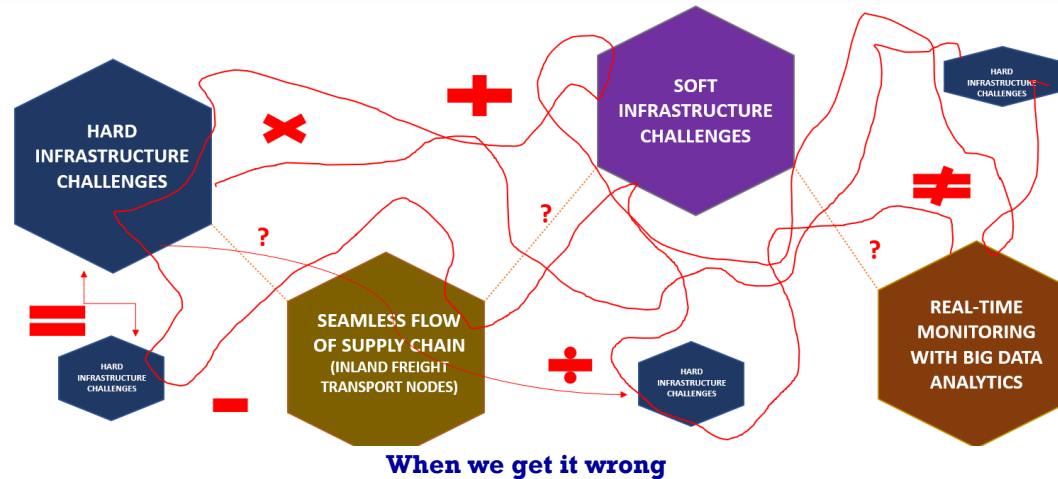 HARD
INFRASTRUCTURE
CHALLENGES
SOFT
INFRASTRUCTURE
CHALLENGES
HARD
INFRASTRUCTURE
CHALLENGES
?
?
?
SEAMLESS FLOW
OF SUPPLY CHAIN
(INLAND FREIGHT
TRANSPORT NODES)
REAL-TIME
MONITORING
WITH BIG DATA
ANALYTICS
HARD
INFRASTRUCTURE
CHALLENGES
HARD
INFRASTRUCTURE
CHALLENGES
When we get it wrong